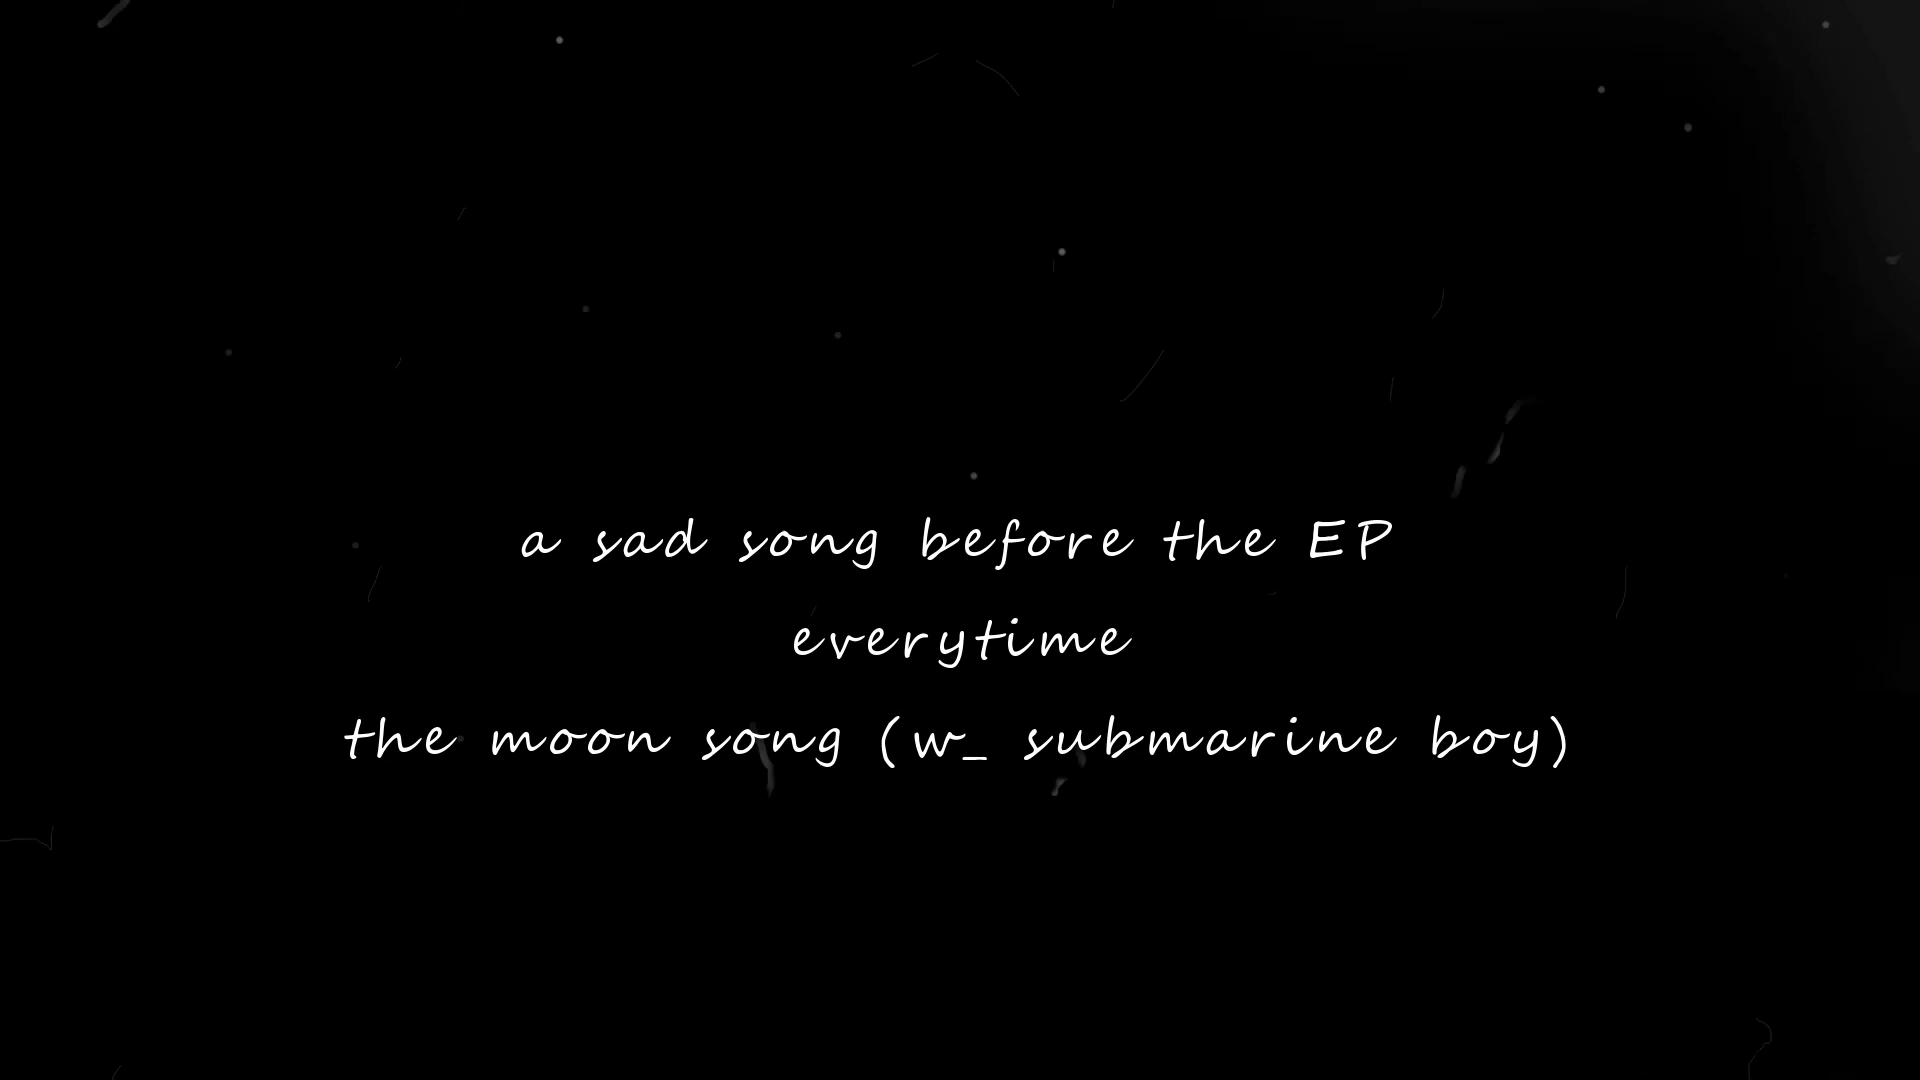 a sad song before the EP
everytime
the moon song (w_ submarine boy)